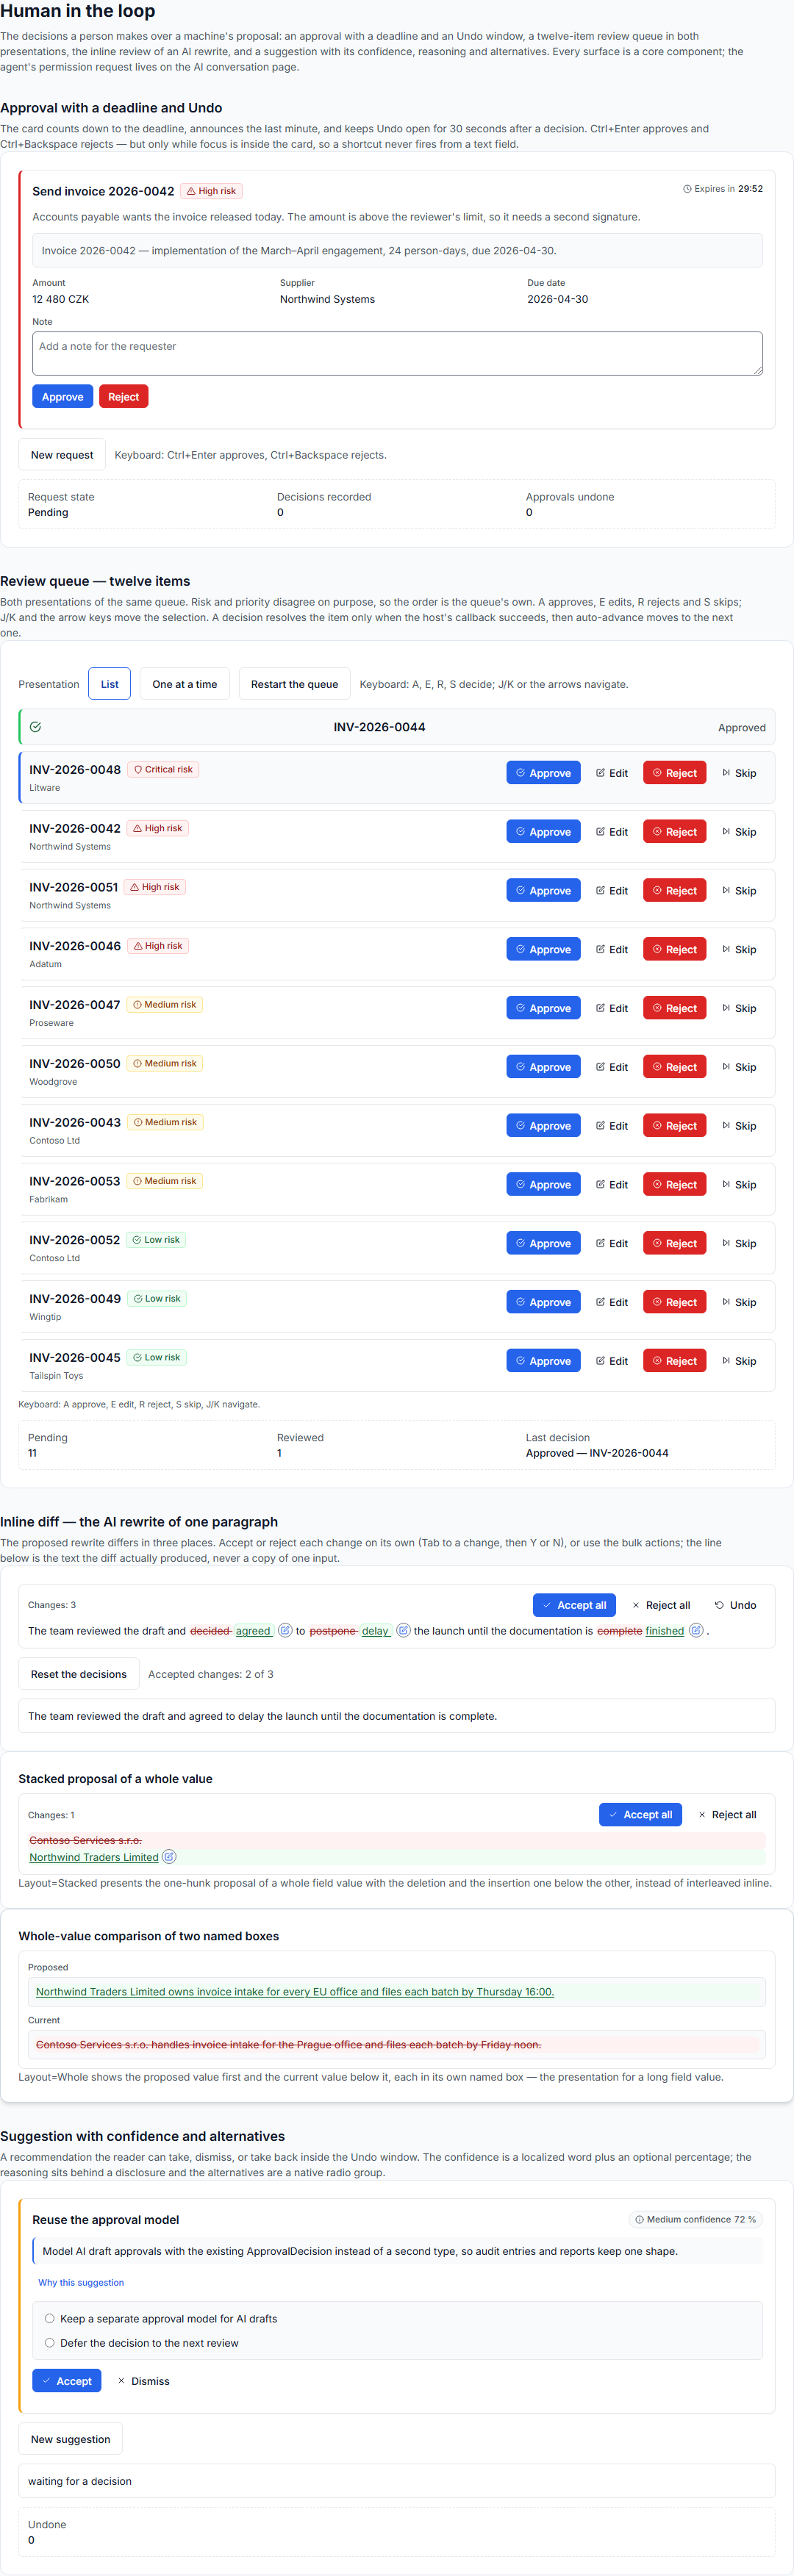 Human in the loop
The decisions a person makes over a machine's proposal: an approval with a deadline and an Undo window, a twelve-item review queue in both
presentations, the inline review of an AI rewrite, and a suggestion with its confidence, reasoning and alternatives. Every surface is a core component; the
agent's permission request lives on the AI conversation page.
Approval with a deadline and Undo
The card counts down to the deadline, announces the last minute, and keeps Undo open for 30 seconds after a decision. Ctrl+Enter approves and
Ctrl+Backspace rejects — but only while focus is inside the card, so a shortcut never fires from a text field.
Send invoice 2026-0042 High risk Expires in 29:52
Accounts payable wants the invoice released today. The amount is above the reviewer's limit, so it needs a second signature.
Invoice 2026-0042 — implementation of the March–April engagement, 24 person-days, due 2026-04-30.
Amount Supplier Due date
12 480 CZK Northwind Systems 2026-04-30
Note
Add a note for the requester
Approve Reject
New request Keyboard: Ctrl+Enter approves, Ctrl+Backspace rejects.
Request state Decisions recorded Approvals undone
Pending 0 0
Review queue — twelve items
Both presentations of the same queue. Risk and priority disagree on purpose, so the order is the queue's own. A approves, E edits, R rejects and S skips;
J/K and the arrow keys move the selection. A decision resolves the item only when the host's callback succeeds, then auto-advance moves to the next
one.
Presentation List One at a time Restart the queue Keyboard: A, E, R, S decide; J/K or the arrows navigate.
INV-2026-0044 Approved
INV-2026-0048 Critical risk Approve Edit Reject Skip
Litware
INV-2026-0042 High risk Approve Edit Reject Skip
Northwind Systems
INV-2026-0051 High risk Approve Edit Reject Skip
Northwind Systems
INV-2026-0046 High risk Approve Edit Reject Skip
Adatum
INV-2026-0047 Medium risk Approve Edit Reject Skip
Proseware
INV-2026-0050 Medium risk Approve Edit Reject Skip
Woodgrove
INV-2026-0043 Medium risk Approve Edit Reject Skip
Contoso Ltd
INV-2026-0053 Medium risk Approve Edit Reject Skip
Fabrikam
INV-2026-0052 Low risk Approve Edit Reject Skip
Contoso Ltd
INV-2026-0049 Low risk Approve Edit Reject Skip
Wingtip
INV-2026-0045 Low risk Approve Edit Reject Skip
Tailspin Toys
Keyboard: A approve, E edit, R reject, S skip, J/K navigate.
Pending Reviewed Last decision
11 1 Approved — INV-2026-0044
Inline diff — the AI rewrite of one paragraph
The proposed rewrite differs in three places. Accept or reject each change on its own (Tab to a change, then Y or N), or use the bulk actions; the line
below is the text the diff actually produced, never a copy of one input.
Changes: 3 Accept all Reject all Undo
The team reviewed the draft and decided agreed to postpone delay the launch until the documentation is complete finished .
Reset the decisions Accepted changes: 2 of 3
The team reviewed the draft and agreed to delay the launch until the documentation is complete.
Stacked proposal of a whole value
Changes: 1 Accept all Reject all
Contoso Services s.r.o.
Northwind Traders Limited
Layout=Stacked presents the one-hunk proposal of a whole field value with the deletion and the insertion one below the other, instead of interleaved inline.
Whole-value comparison of two named boxes
Proposed
Northwind Traders Limited owns invoice intake for every EU office and files each batch by Thursday 16:00.
Current
Contoso Services s.r.o. handles invoice intake for the Prague office and files each batch by Friday noon.
Layout=Whole shows the proposed value first and the current value below it, each in its own named box — the presentation for a long field value.
Suggestion with confidence and alternatives
A recommendation the reader can take, dismiss, or take back inside the Undo window. The confidence is a localized word plus an optional percentage; the
reasoning sits behind a disclosure and the alternatives are a native radio group.
Reuse the approval model Medium confidence 72 %
Model AI draft approvals with the existing ApprovalDecision instead of a second type, so audit entries and reports keep one shape.
Why this suggestion
Keep a separate approval model for AI drafts
Defer the decision to the next review
Accept Dismiss
New suggestion
waiting for a decision
Undone
0